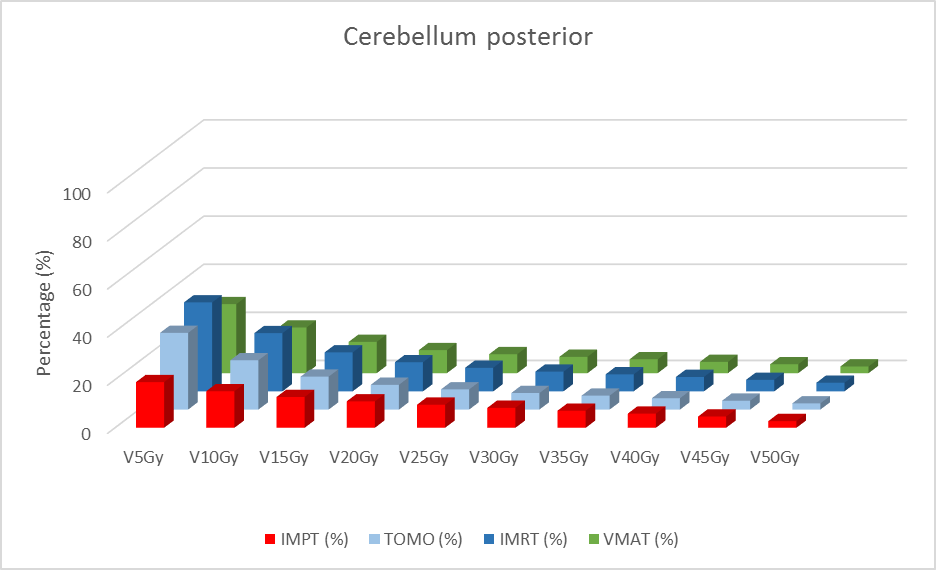 Cerebellum posterior
Percentage (%)
100
80
60
40
20
0
V5Gy V10Gy V15Gy V20Gy V25Gy V30Gy V35Gy V40Gy V45Gy V50Gy
IMPT (%) TOMO (%) IMRT (%) VMAT (%)